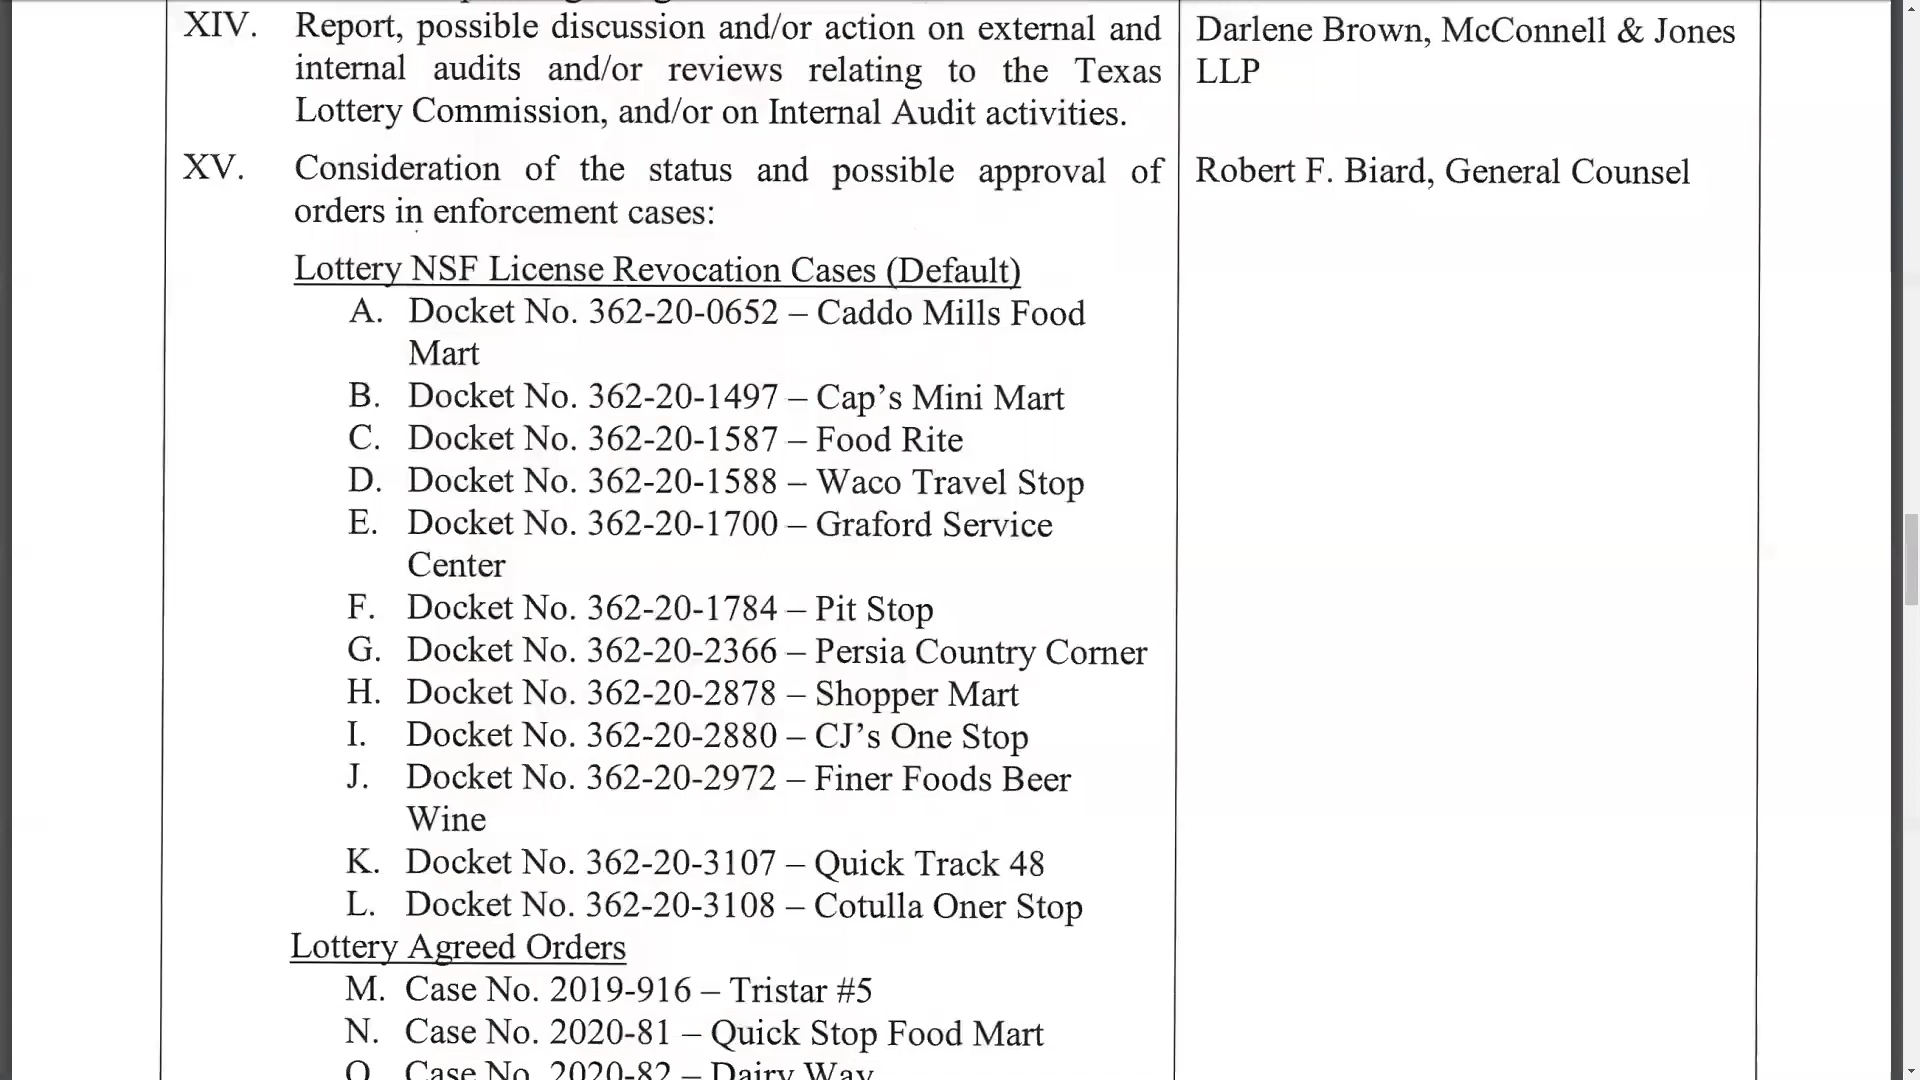 XIV. Report, possible discussion and/or action on external and
internal audits and/or reviews relating to the Texas
Lottery Commission, and/or on Internal Audit activities.
Darlene Brown, McConnell & Jones
LLP
XV. Consideration of the status and possible approval of
orders in enforcement cases:
Robert F. Biard, General Counsel
Lottery NSF License Revocation Cases (Default)
A. Docket No. 362-20-0652 – Caddo Mills Food
Mart
B. Docket No. 362-20-1497 – Cap’s Mini Mart
C. Docket No. 362-20-1587 – Food Rite
D. Docket No. 362-20-1588 – Waco Travel Stop
E. Docket No. 362-20-1700 – Graford Service
Center
F. Docket No. 362-20-1784 – Pit Stop
G. Docket No. 362-20-2366 – Persia Country Corner
H. Docket No. 362-20-2878 – Shopper Mart
I. Docket No. 362-20-2880 – CJ’s One Stop
J. Docket No. 362-20-2972 – Finer Foods Beer
Wine
K. Docket No. 362-20-3107 – Quick Track 48
L. Docket No. 362-20-3108 – Cotulla Oner Stop
Lottery Agreed Orders
M. Case No. 2019-916 – Tristar #5
N. Case No. 2020-81 – Quick Stop Food Mart
O. Case No. 2020-82 – Dairy Way